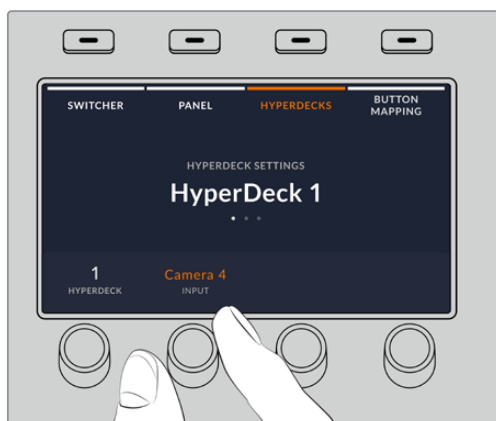 SWITCHER
PANEL
HYPERDECKS
BUTTON
MAPPING
HYPERDECK SETTINGS
HyperDeck 1
1
HYPERDECK
Camera 4
INPUT